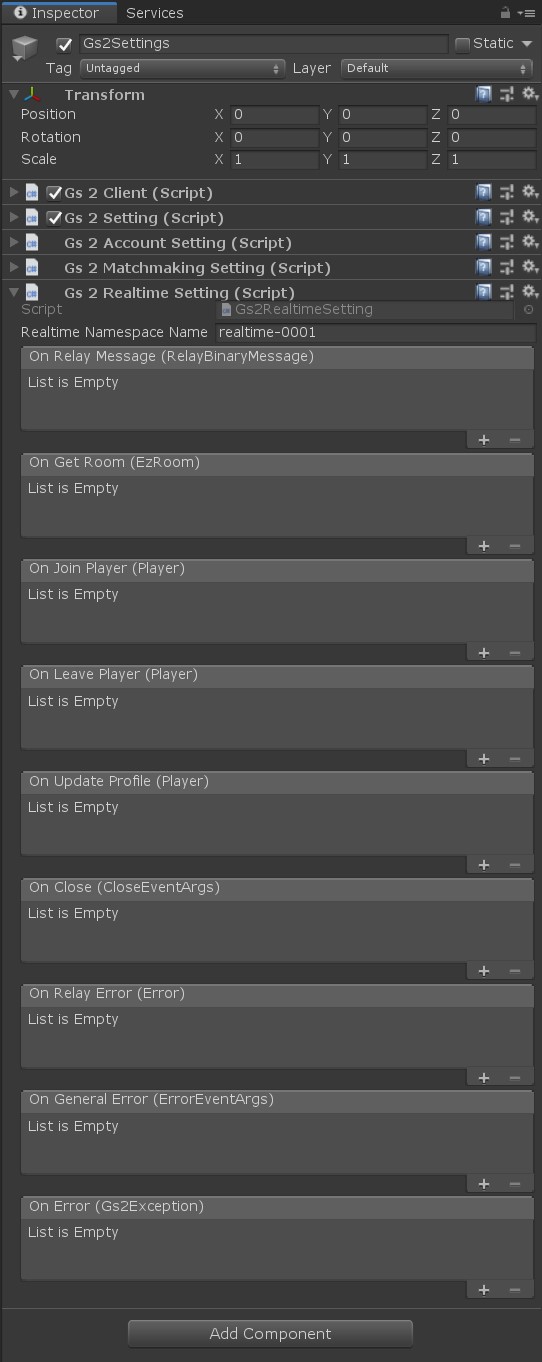 Inspector Services
Gs2Settings Static
Tag Untagged Layer Default
Transform
Position X 0 Y 0 Z 0
Rotation X 0 Y 0 Z 0
Scale X 1 Y 1 Z 1
Gs 2 Client (Script)
Gs 2 Setting (Script)
Gs 2 Account Setting (Script)
Gs 2 Matchmaking Setting (Script)
Gs 2 Realtime Setting (Script)
Script Gs2RealtimeSetting
Realtime Namespace Name realtime-0001
On Relay Message (RelayBinaryMessage)
List is Empty
On Get Room (EzRoom)
List is Empty
On Join Player (Player)
List is Empty
On Leave Player (Player)
List is Empty
On Update Profile (Player)
List is Empty
On Close (CloseEventArgs)
List is Empty
On Relay Error (Error)
List is Empty
On General Error (ErrorEventArgs)
List is Empty
On Error (Gs2Exception)
List is Empty
Add Component